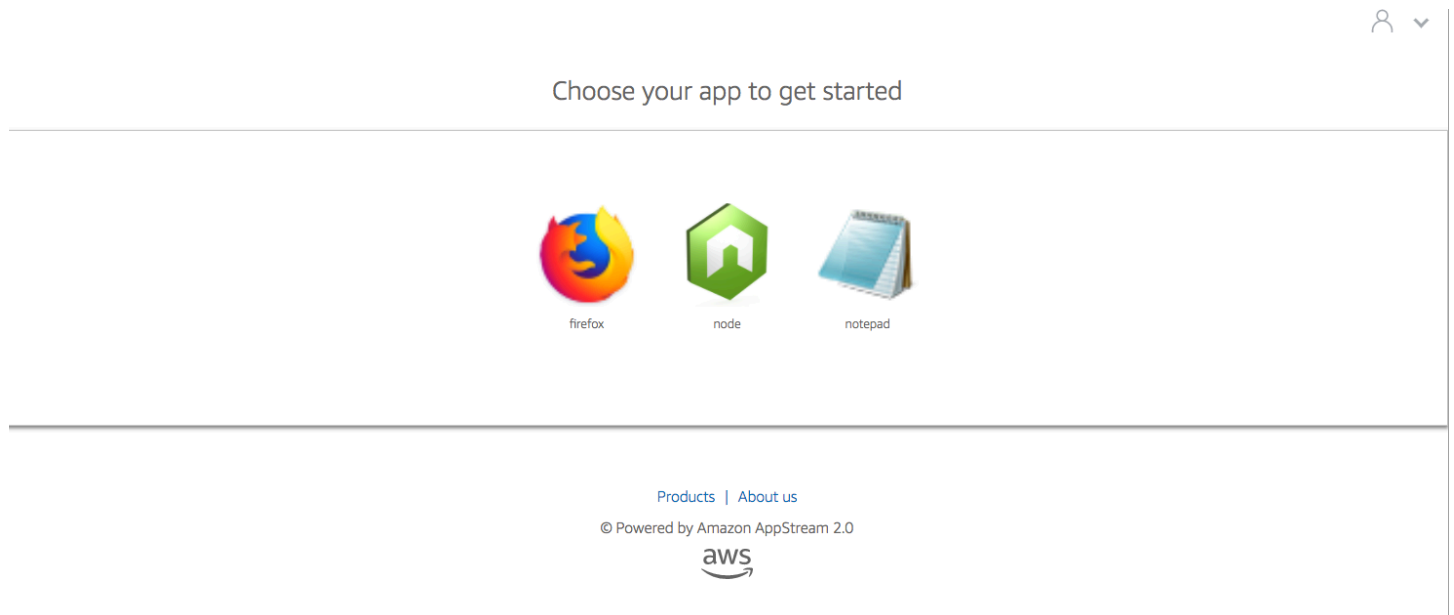 Choose your app to get started
firefox node notepad
Products | About us
© Powered by Amazon AppStream 2.0
aws